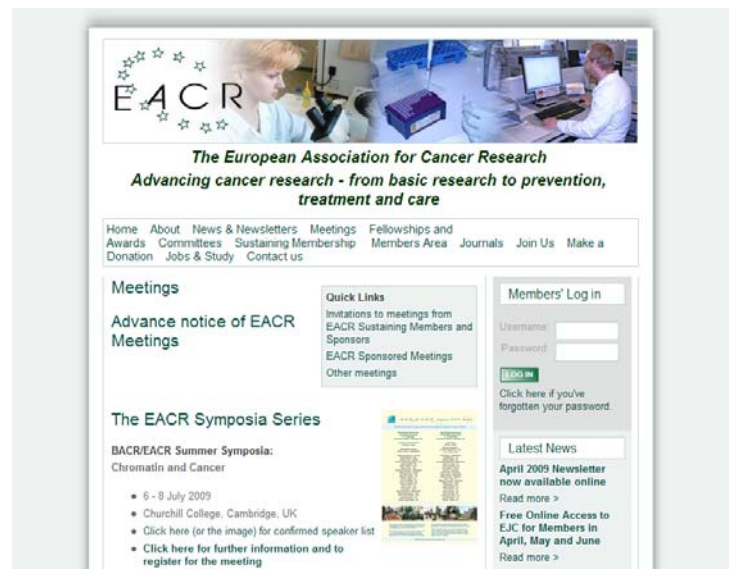 EACR
The European Association for Cancer Research
Advancing cancer research - from basic research to prevention,
treatment and care
Home About News & Newsletters Meetings Fellowships and
Awards Committees Sustaining Membership Members Area Journals Join Us Make a
Donation Jobs & Study Contact us
Meetings
Advance notice of EACR
Meetings
Quick Links
Invitations to meetings from
EACR Sustaining Members and
Sponsors
EACR Sponsored Meetings
Other meetings
The EACR Symposia Series
BACR/EACR Summer Symposia:
Chromatin and Cancer
6 - 8 July 2009
Churchill College, Cambridge, UK
Click here (or the image) for confirmed speaker list
Click here for further information and to
register for the meeting
Members' Log in
Username:
Password:
LOG IN
Click here if you've
forgotten your password.
Latest News
April 2009 Newsletter
now available online
Read more >
Free Online Access to
EJC for Members in
April, May and June
Read more >